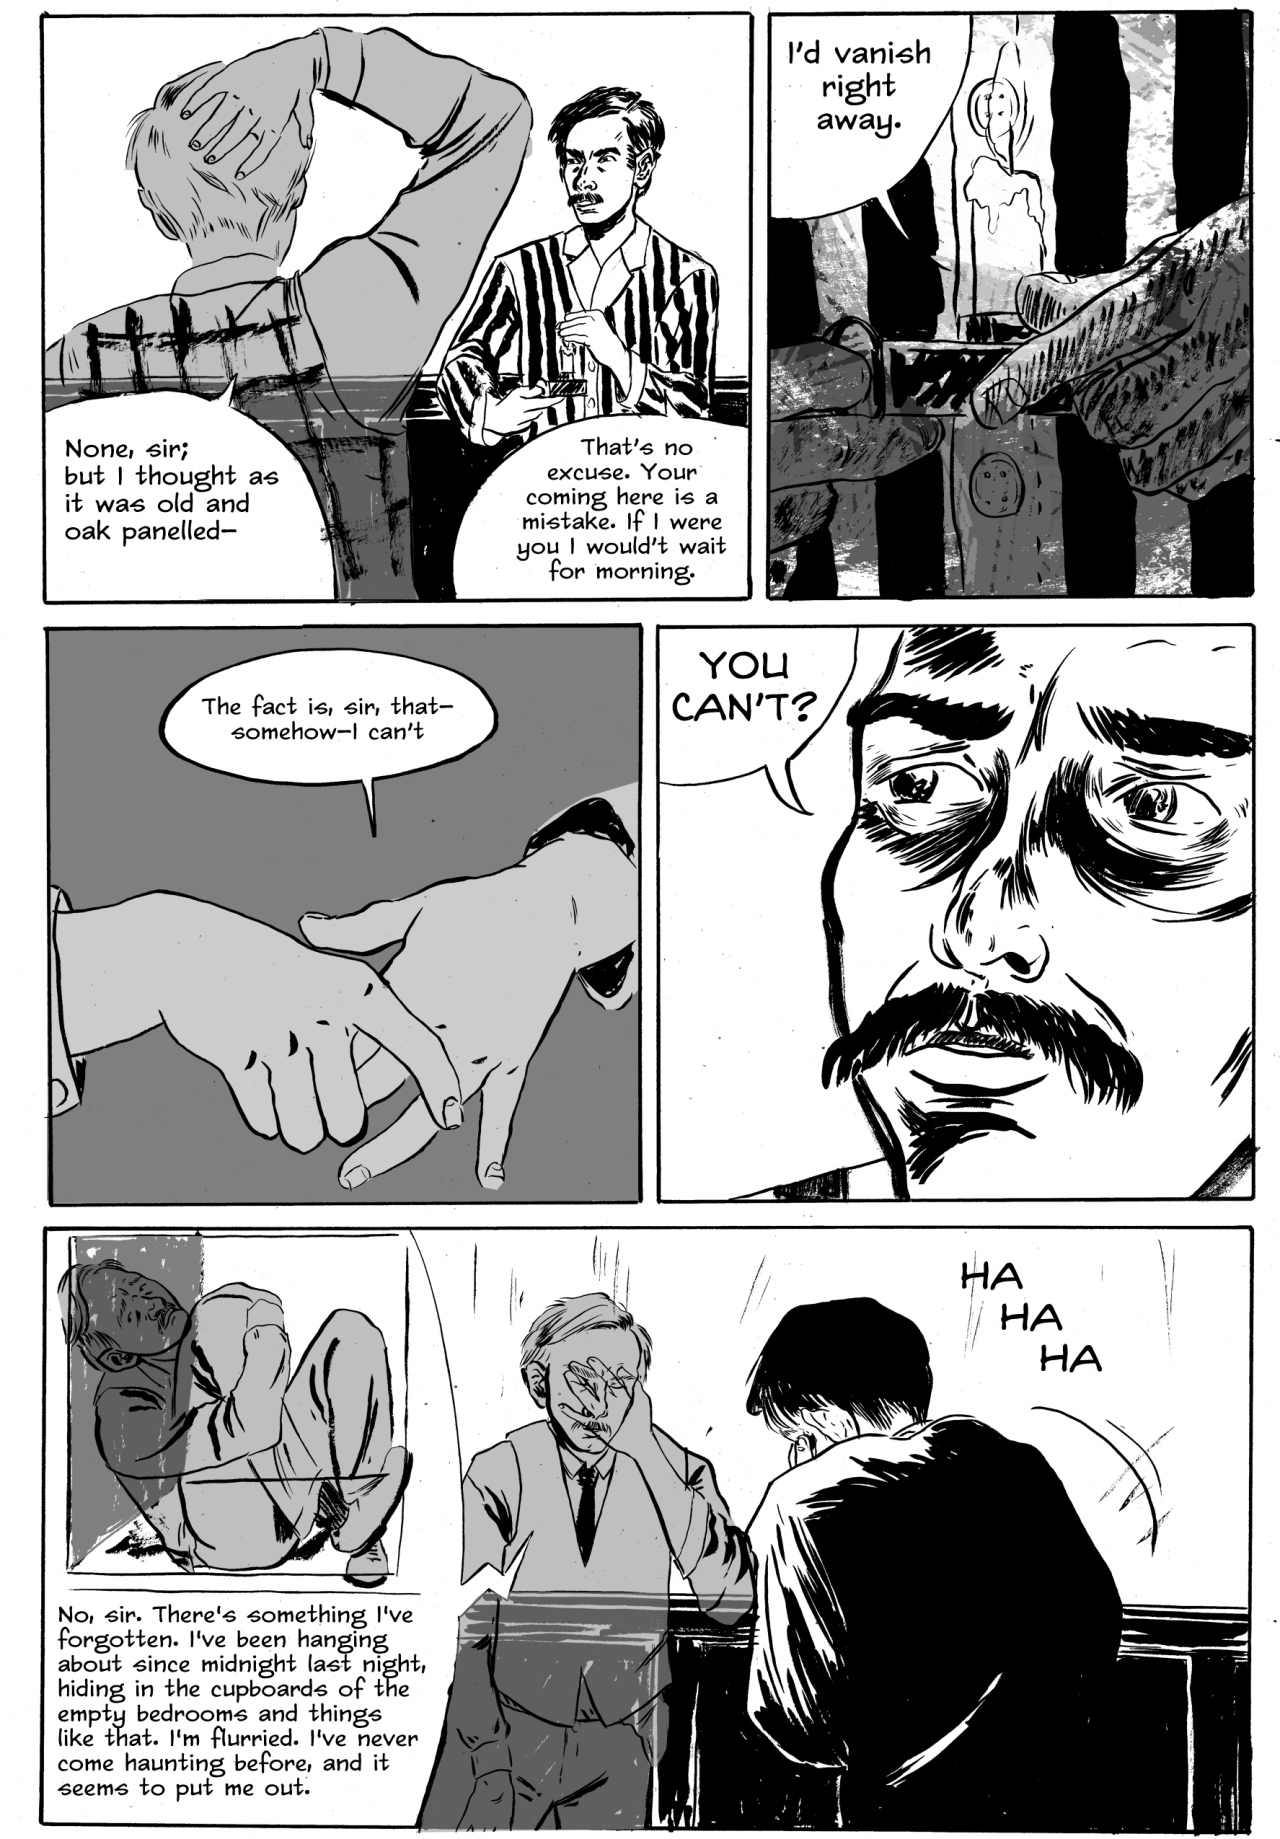 None, sir;
but I thought as
it was old and
oak panelled—
That's no
excuse. Your
coming here is a
mistake. If I were
you I would't wait
for morning.
I'd vanish
right
away.
The fact is, sir, that—
somehow—I can't
YOU
CAN'T?
No, sir. There's something I've
forgotten. I've been hanging
about since midnight last night,
hiding in the cupboards of the
empty bedrooms and things
like that. I'm flurried. I've never
come haunting before, and it
seems to put me out.
HA
HA
HA